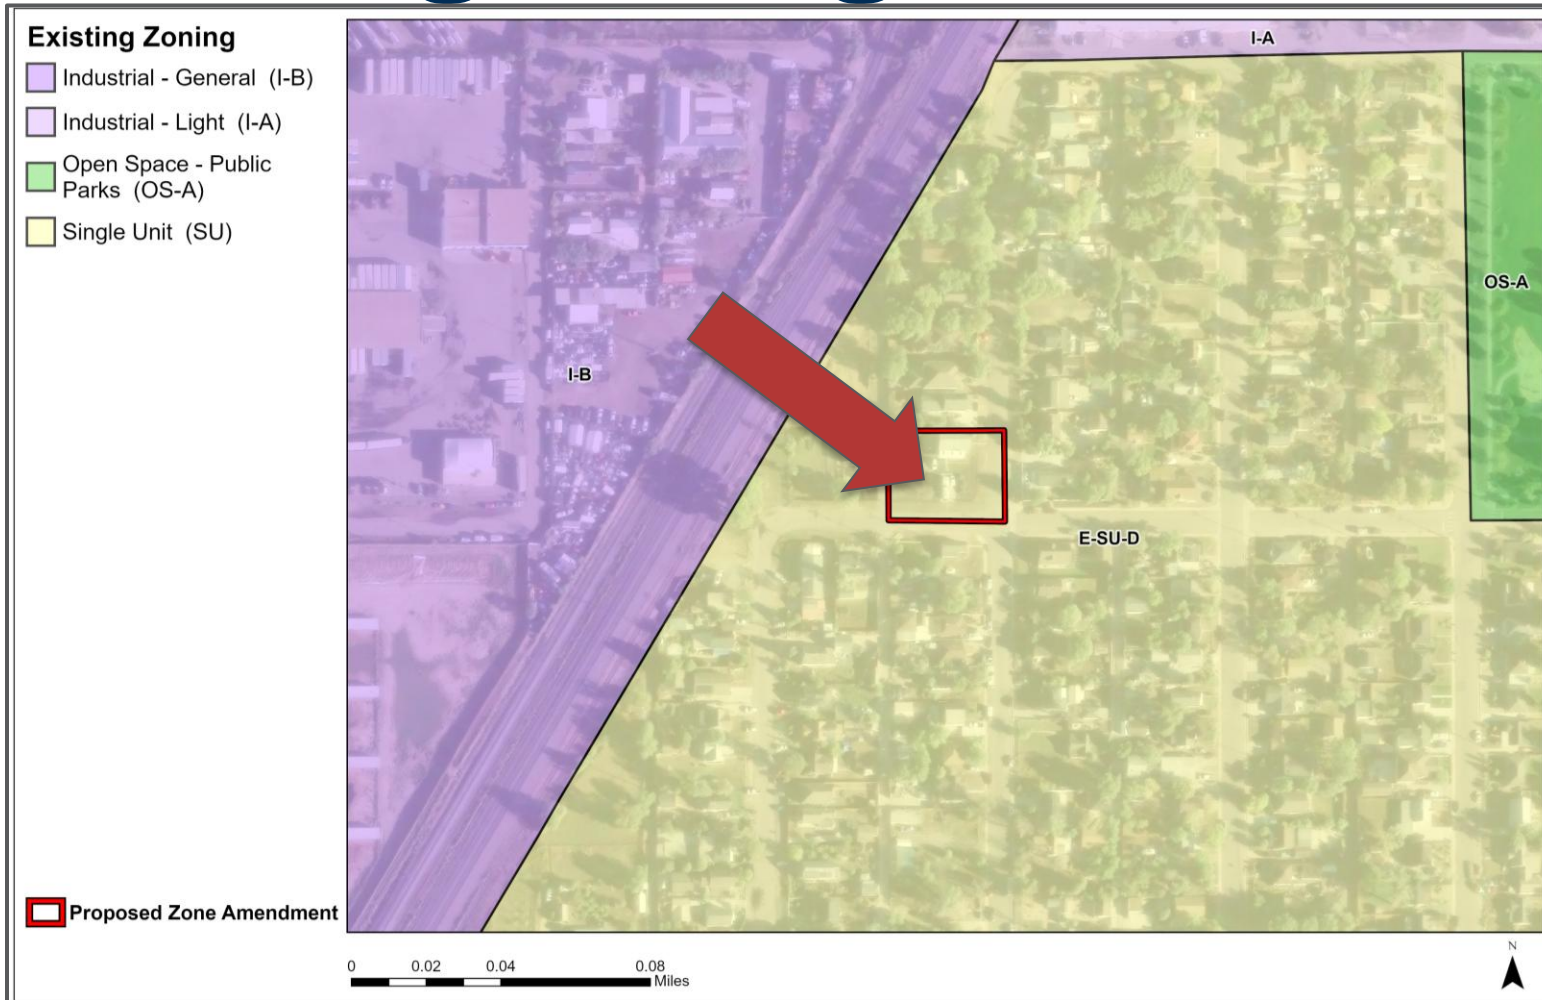 Existing Zoning
Industrial - General (I-B)
Industrial - Light (I-A)
Open Space - Public
Parks (OS-A)
Single Unit (SU)
Proposed Zone Amendment
I-A
OS-A
I-B
E-SU-D
0 0.02 0.04 0.08
Miles
N